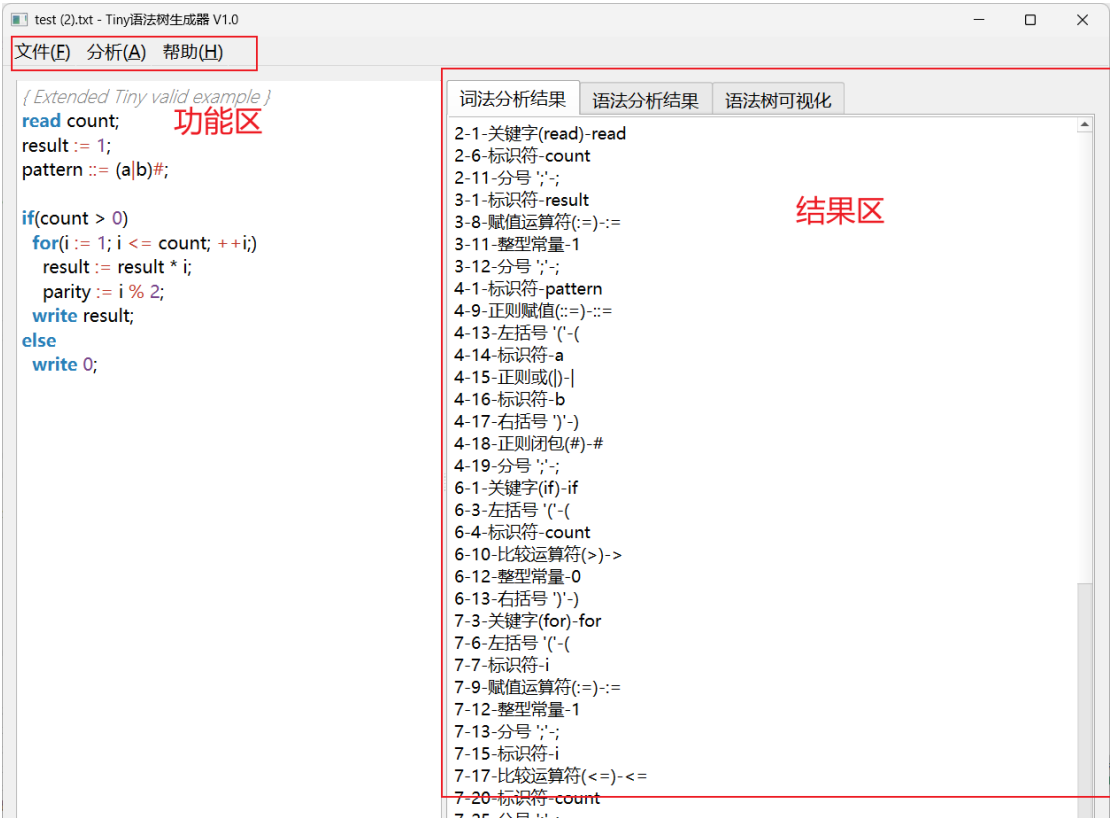 test (2).txt - Tiny语法树生成器 V1.0
文件(F) 分析(A) 帮助(H)
{ Extended Tiny valid example }
read count;
result := 1;
pattern ::= (a|b)#;
if(count > 0)
for(i := 1; i <= count; ++i;)
result := result * i;
parity := i % 2;
write result;
else
write 0;
功能区
词法分析结果 语法分析结果 语法树可视化
2-1-关键字(read)-read
2-6-标识符-count
2-11-分号 ';'-;
3-1-标识符-result
3-8-赋值运算符(:=)-:=
3-11-整型常量-1
3-12-分号 ';'-;
4-1-标识符-pattern
4-9-正则赋值(::=)-::=
4-13-左括号 '('-(
4-14-标识符-a
4-15-正则或(|)-|
4-16-标识符-b
4-17-右括号 ')'-)
4-18-正则闭包(#)-#
4-19-分号 ';'-;
6-1-关键字(if)-if
6-3-左括号 '('-(
6-4-标识符-count
6-10-比较运算符(>)->
6-12-整型常量-0
6-13-右括号 ')'-)
7-3-关键字(for)-for
7-6-左括号 '('-(
7-7-标识符-i
7-9-赋值运算符(:=)-:=
7-12-整型常量-1
7-13-分号 ';'-;
7-15-标识符-i
7-17-比较运算符(<=)-<=
7-20-标识符-count
结果区